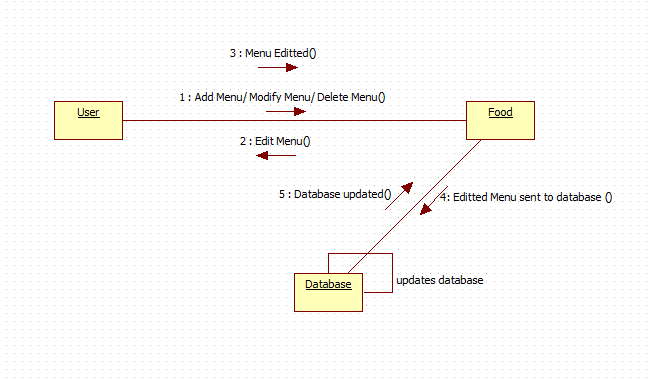 3 : Menu Editted()
1 : Add Menu/ Modify Menu/ Delete Menu()
User
Food
2 : Edit Menu()
5 : Database updated()
4: Editted Menu sent to database ()
Database
updates database